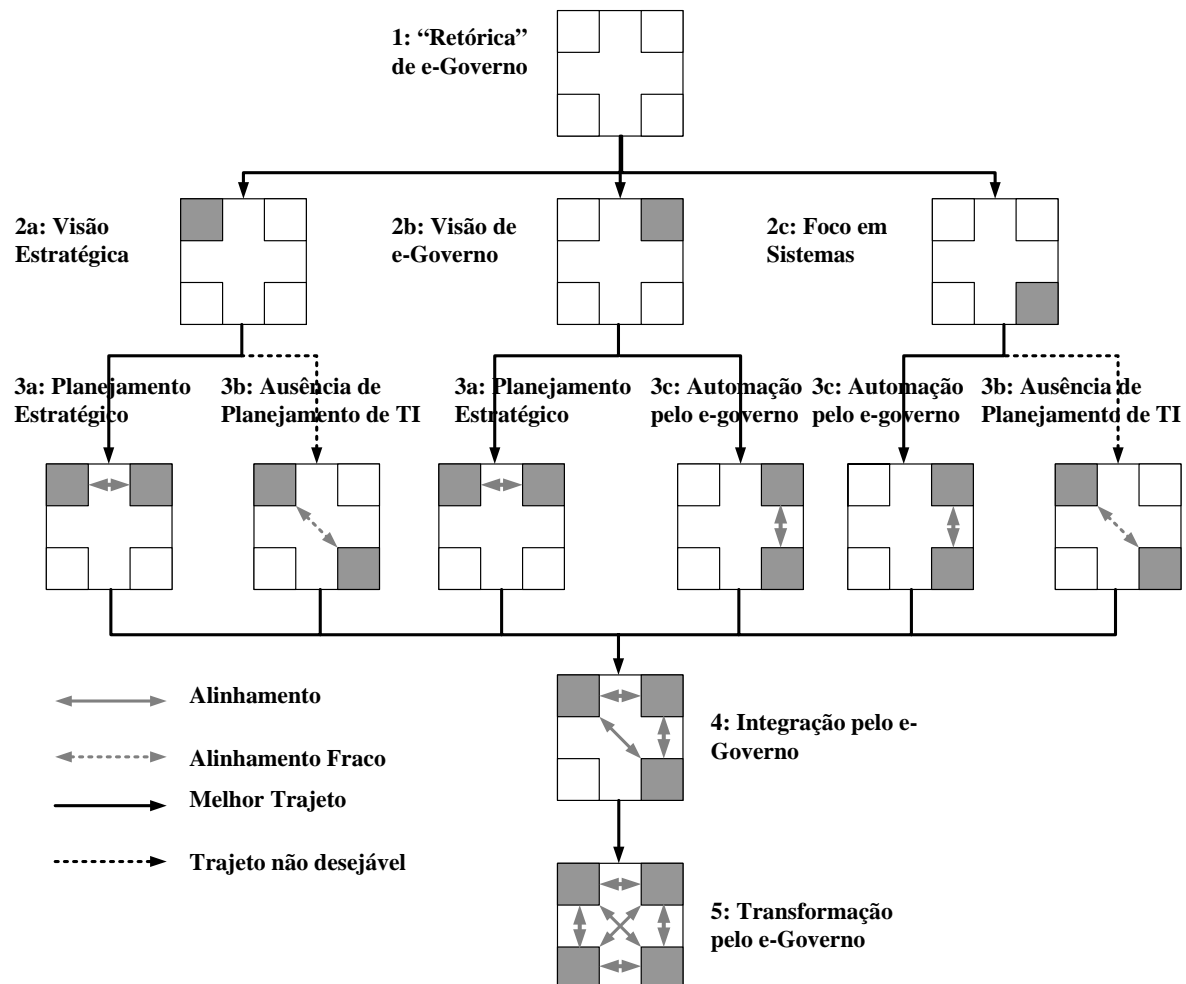 1: “Retórica”
de e-Governo
2a: Visão
Estratégica
2b: Visão de
e-Governo
2c: Foco em
Sistemas
3a: Planejamento
Estratégico
3b: Ausência de
Planejamento de TI
3a: Planejamento
Estratégico
3c: Automação
pelo e-governo
3c: Automação
pelo e-governo
3b: Ausência de
Planejamento de TI
Alinhamento
Alinhamento Fraco
Melhor Trajeto
Trajeto não desejável
4: Integração pelo e-
Governo
5: Transformação
pelo e-Governo